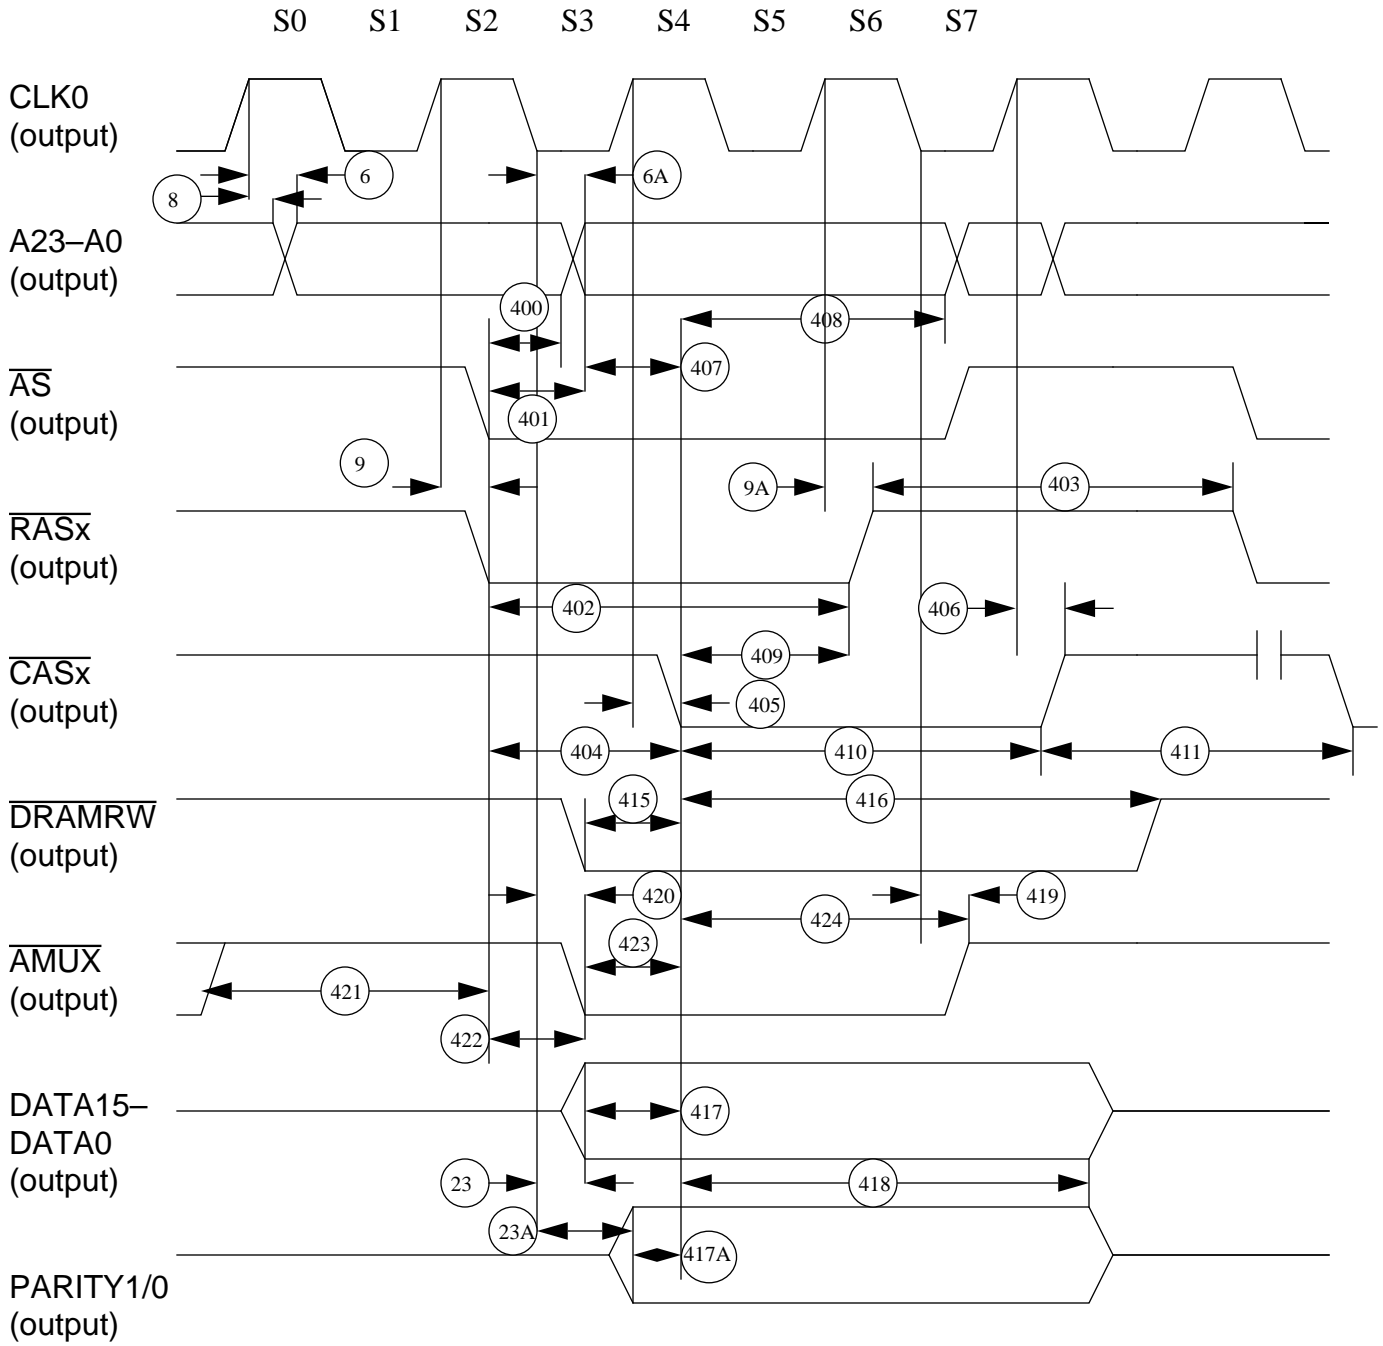 S0 S1 S2 S3 S4 S5 S6 S7
CLK0
(output)
6
6A
8
A23–A0
(output)
400
408
407
AS
(output)
401
9
9A
403
RASx
(output)
402
406
409
CASx
(output)
405
404
410
411
415
416
DRAMRW
(output)
420
419
424
423
AMUX
(output)
421
422
417
DATA15–
DATA0
(output)
23
418
23A
417A
PARITY1/0
(output)